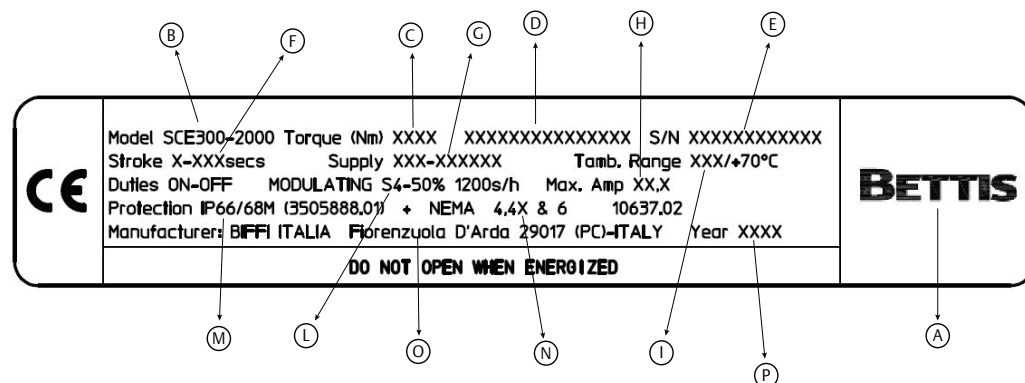 B F C G D H E
CE
Model SCE300-2000 Torque (Nm) XXXX XXXXXXXXXXXXXXX S/N XXXXXXXXXXXX
Stroke X-XXXsecs Supply XXX-XXXXXX Tamb. Range XXX/+70°C
Duties ON-OFF MODULATING S4-50% 1200s/h Max. Amp XX,X
Protection IP66/68M (3505888.01) + NEMA 4,4X & 6 10637.02
Manufacturer: BIFFI ITALIA Fiorenzuola D'Arda 29017 (PC)-ITALY Year XXXX
DO NOT OPEN WHEN ENERGIZED
BETTIS
M L O N I P A